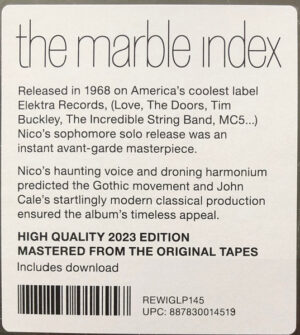 the marble index
Released in 1968 on America's coolest label
Elektra Records, (Love, The Doors, Tim
Buckley, The Incredible String Band, MC5...)
Nico's sophomore solo release was an
instant avant-garde masterpiece.
Nico's haunting voice and droning harmonium
predicted the Gothic movement and John
Cale's startlingly modern classical production
ensured the album's timeless appeal.
HIGH QUALITY 2023 EDITION
MASTERED FROM THE ORIGINAL TAPES
Includes download
REWIGLP145
UPC: 887830014519